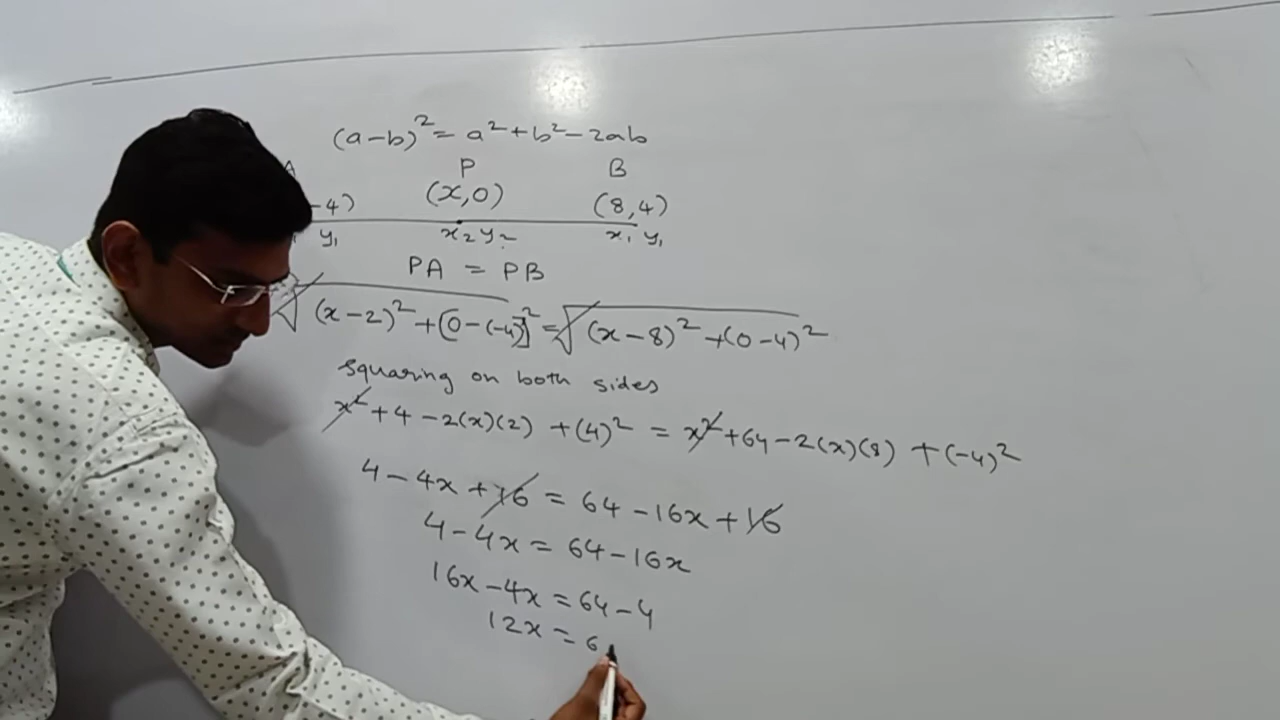 (a-b)² = a² + b² - 2ab
A P B
-4) (x,0) (8,4)
y₁ x₂ y₂ x₁ y₁
PA = PB
√(x-2)² + [0-(-4)]² = √(x-8)² + (0-4)²
squaring on both sides
x² + 4 - 2(x)(2) + (4)² = x² + 64 - 2(x)(8) + (-4)²
4 - 4x + 16 = 64 - 16x + 16
4 - 4x = 64 - 16x
16x - 4x = 64 - 4
12x = 6